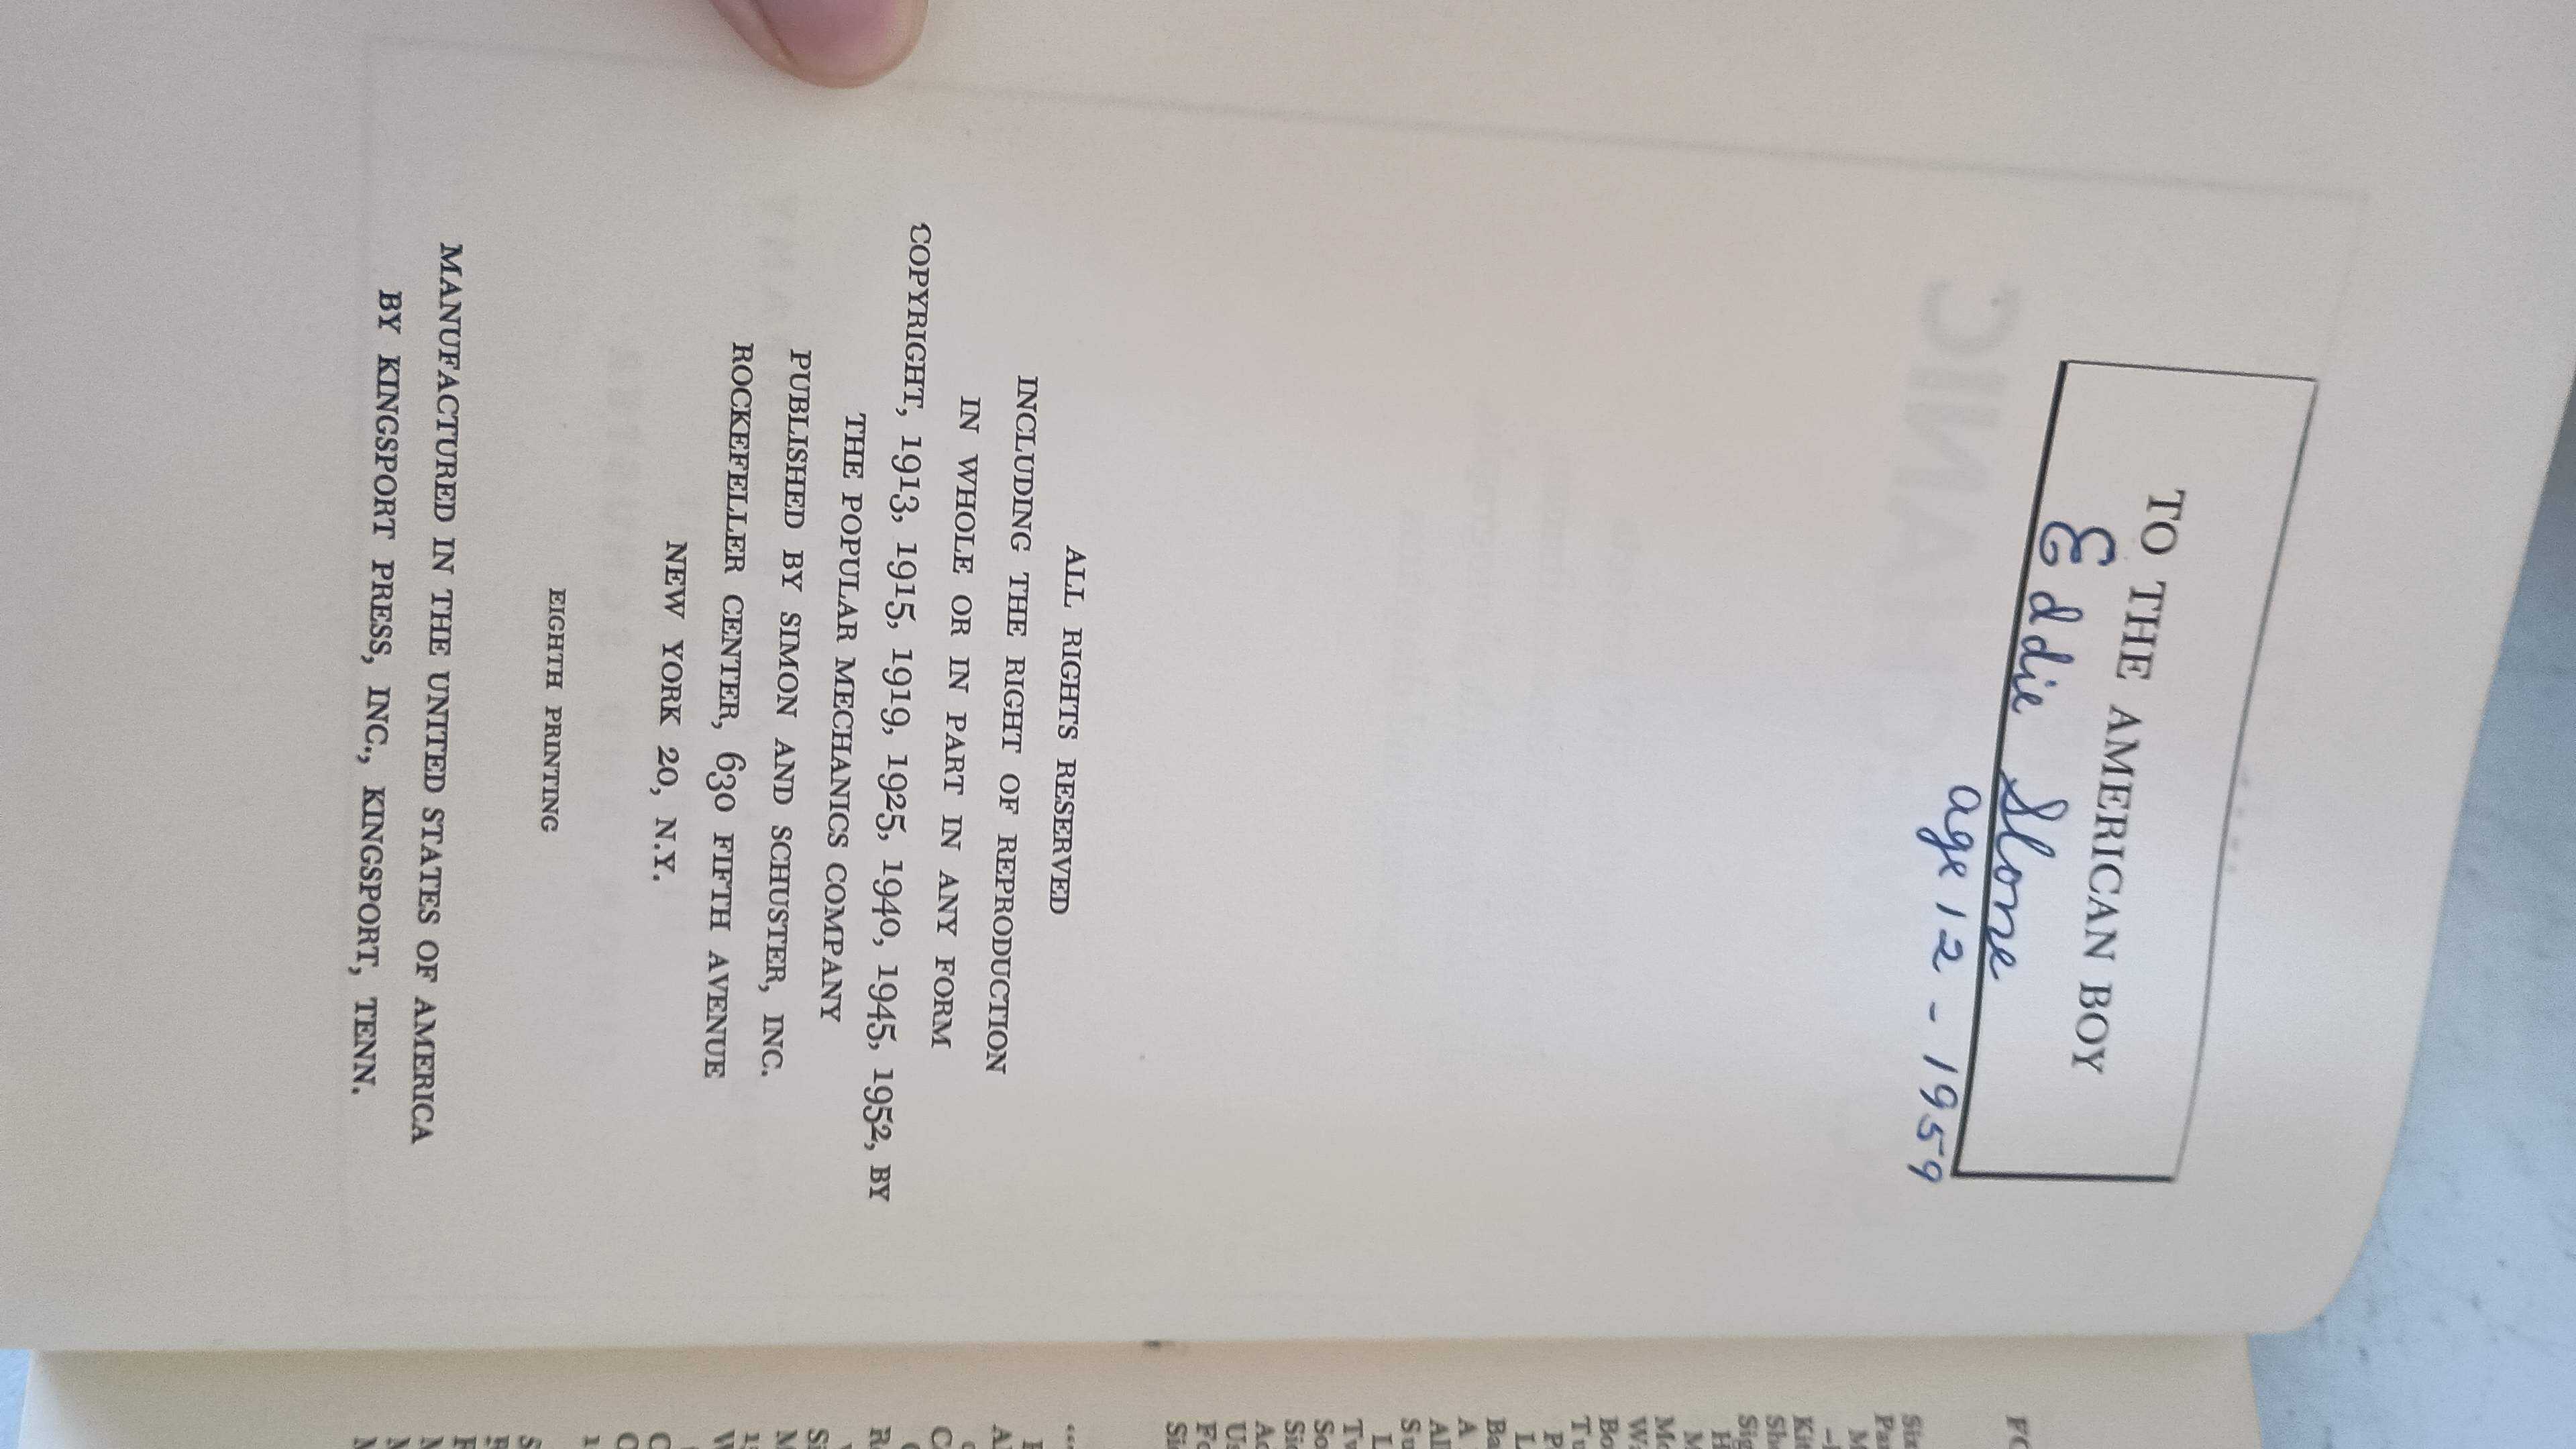 TO THE AMERICAN BOY
Eddie Slone
age 12 - 1959
ALL RIGHTS RESERVED
INCLUDING THE RIGHT OF REPRODUCTION
IN WHOLE OR IN PART IN ANY FORM
COPYRIGHT, 1913, 1915, 1919, 1925, 1940, 1945, 1952, BY
THE POPULAR MECHANICS COMPANY
PUBLISHED BY SIMON AND SCHUSTER, INC.
ROCKEFELLER CENTER, 630 FIFTH AVENUE
NEW YORK 20, N.Y.
EIGHTH PRINTING
MANUFACTURED IN THE UNITED STATES OF AMERICA
BY KINGSPORT PRESS, INC., KINGSPORT, TENN.